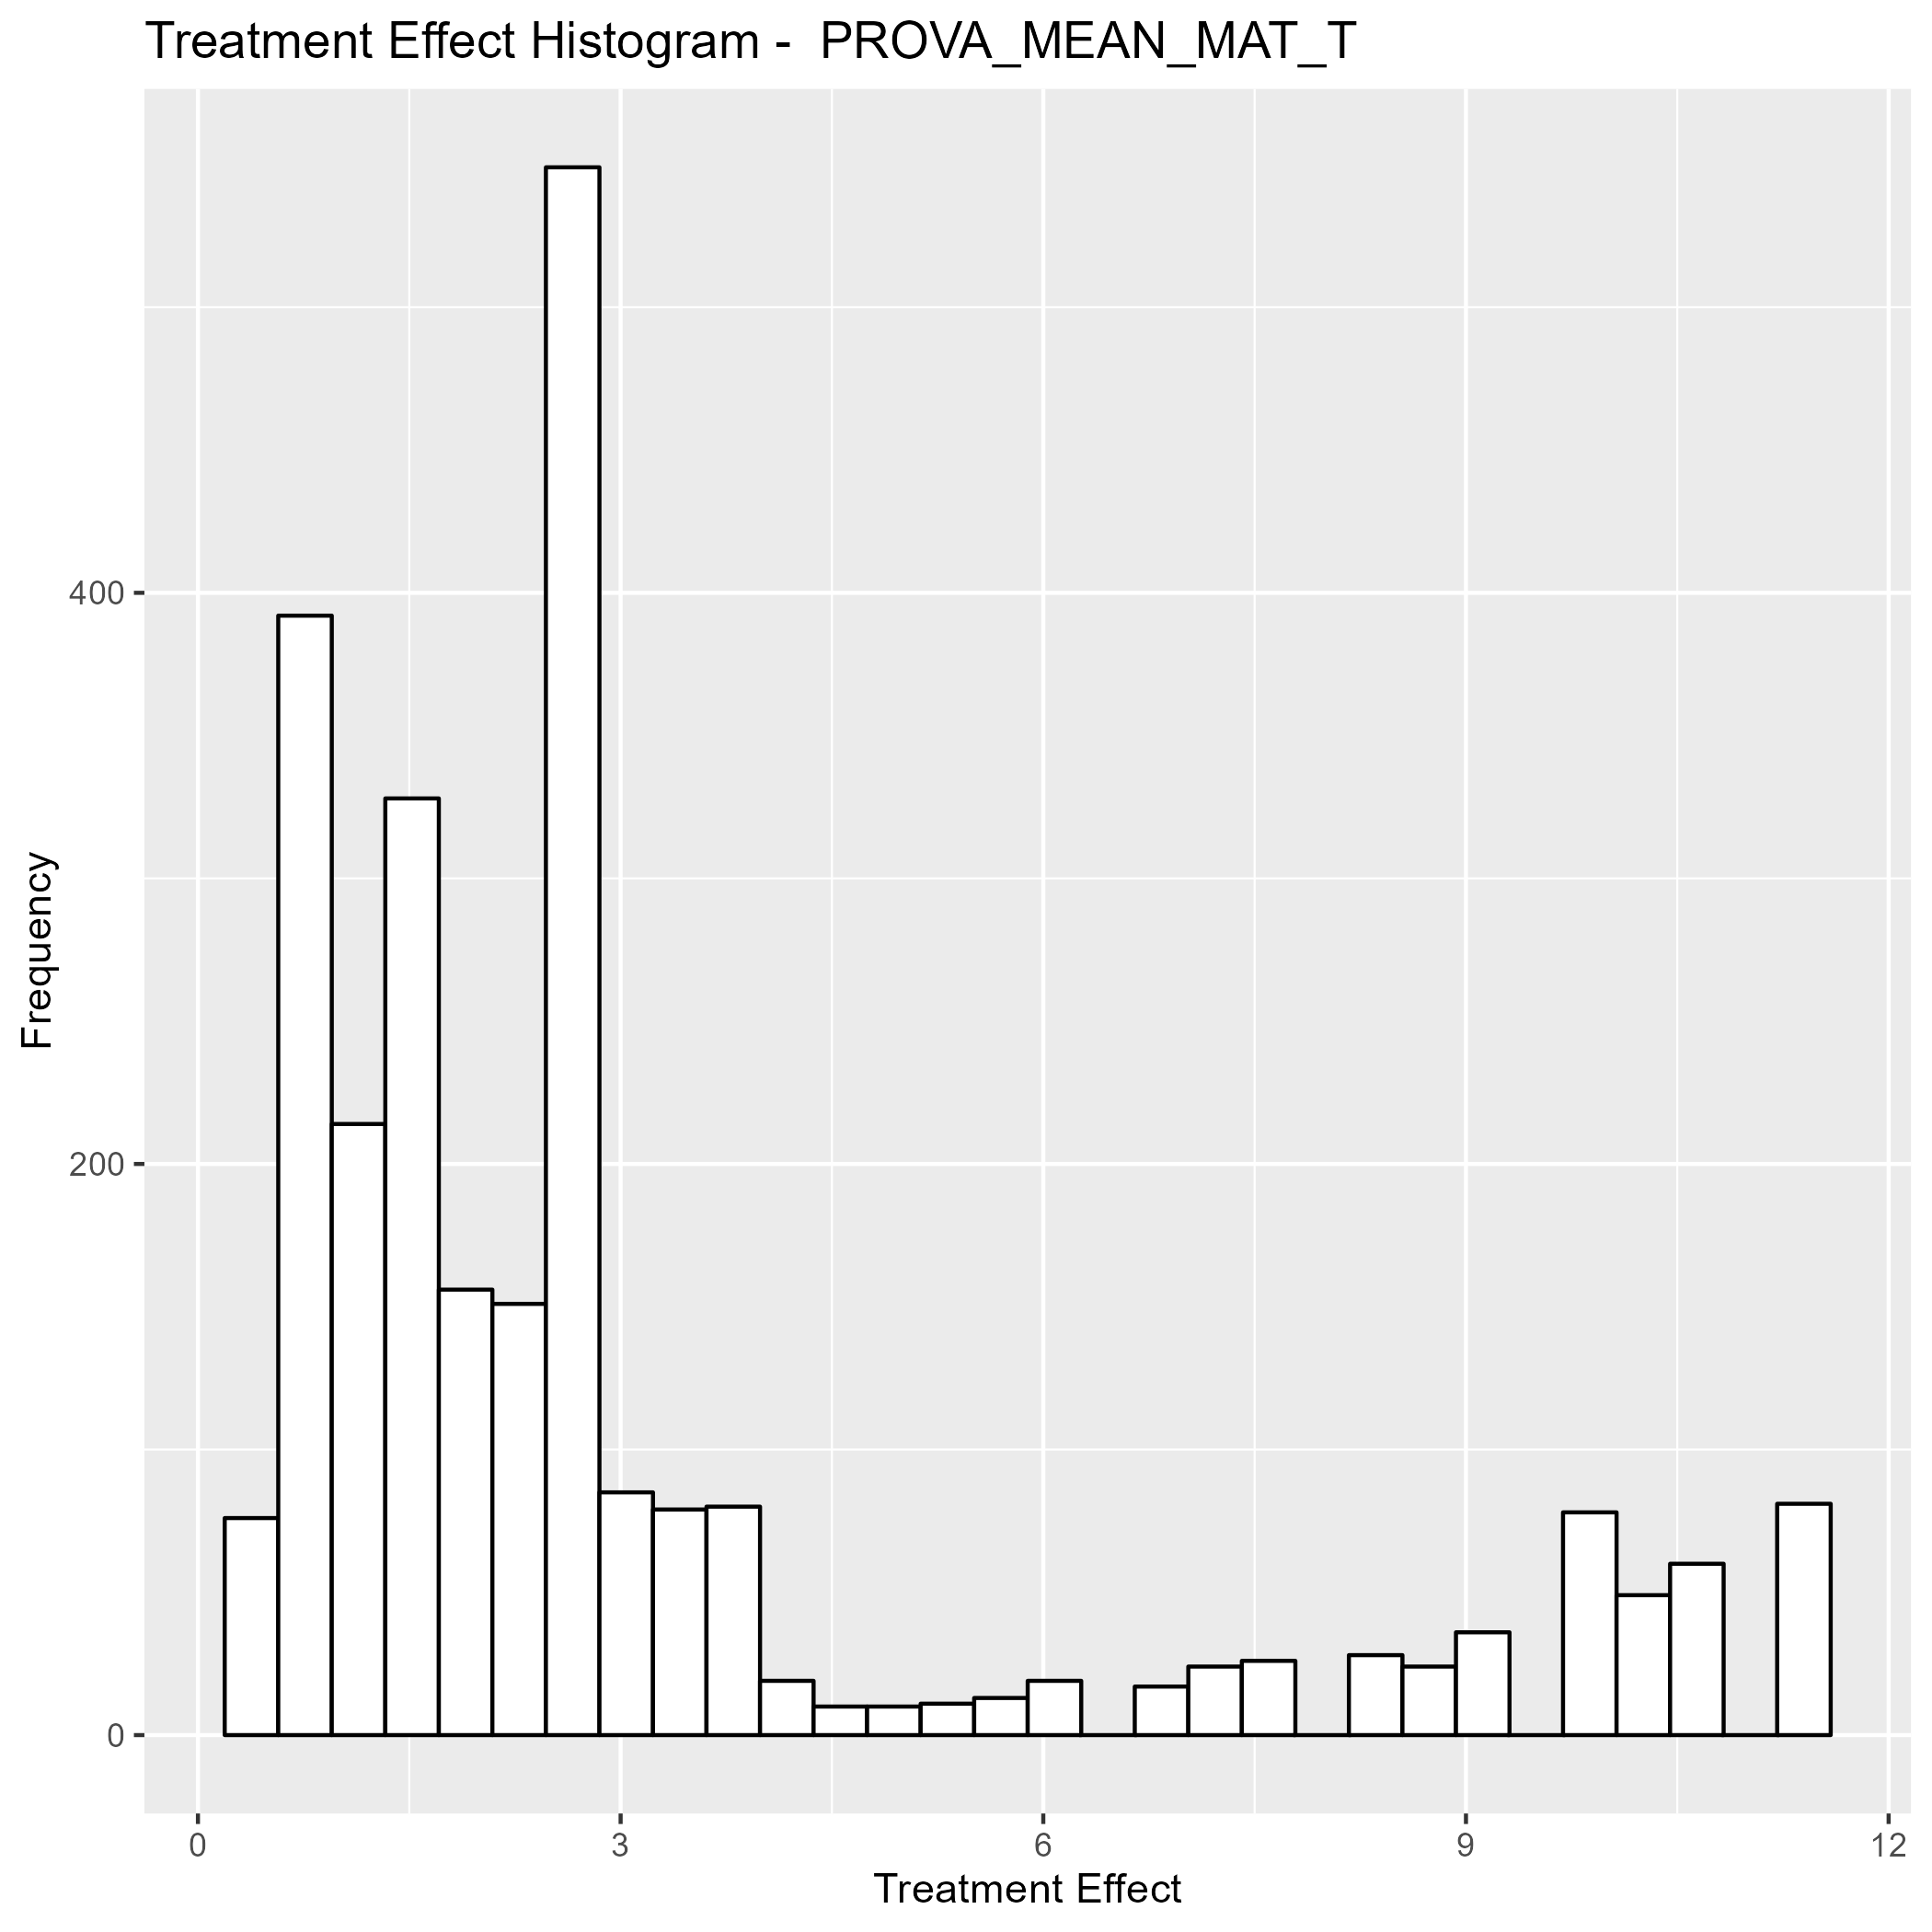 Treatment Effect Histogram -  PROVA_MEAN_MAT_T
Frequency
400
200
0
0 3 6 9 12
Treatment Effect